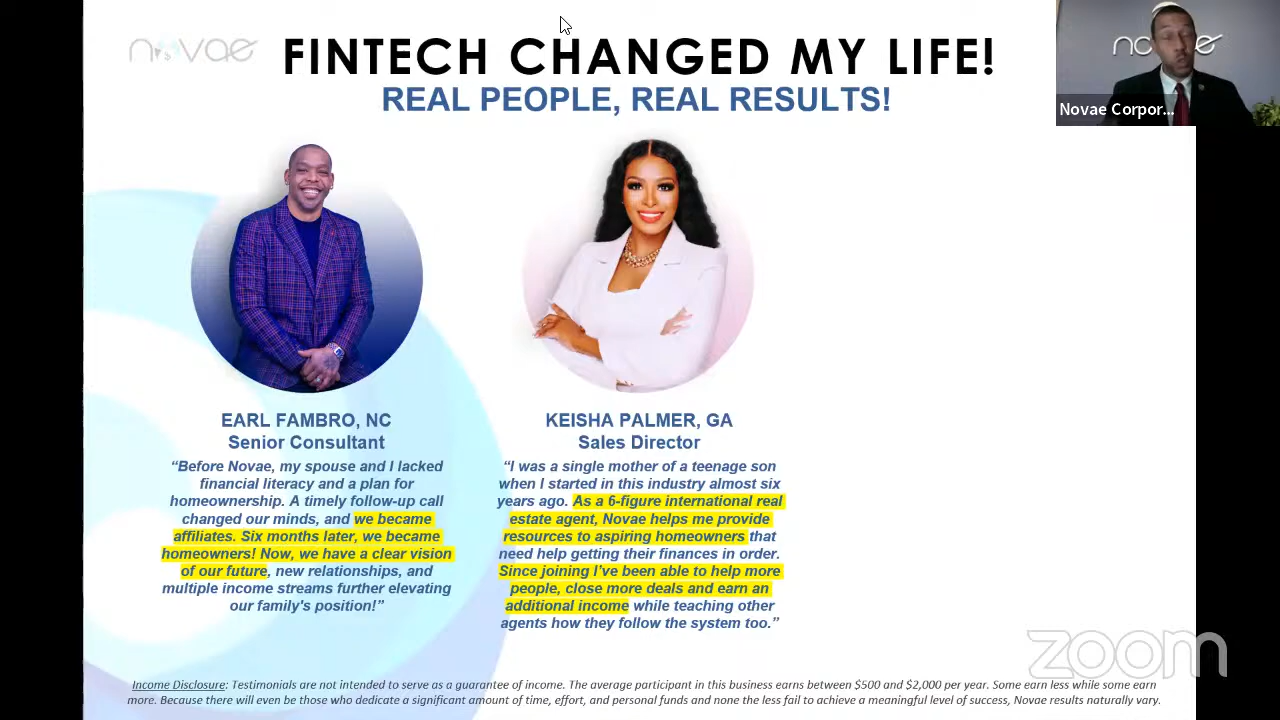 novae
FINTECH CHANGED MY LIFE!
REAL PEOPLE, REAL RESULTS!
novae
Novae Corpor...
EARL FAMBRO, NC
Senior Consultant
“Before Novae, my spouse and I lacked
financial literacy and a plan for
homeownership. A timely follow-up call
changed our minds, and we became
affiliates. Six months later, we became
homeowners! Now, we have a clear vision
of our future, new relationships, and
multiple income streams further elevating
our family's position!”
KEISHA PALMER, GA
Sales Director
“I was a single mother of a teenage son
when I started in this industry almost six
years ago. As a 6-figure international real
estate agent, Novae helps me provide
resources to aspiring homeowners that
need help getting their finances in order.
Since joining I’ve been able to help more
people, close more deals and earn an
additional income while teaching other
agents how they follow the system too.”
zoom
Income Disclosure: Testimonials are not intended to serve as a guarantee of income. The average participant in this business earns between $500 and $2,000 per year. Some earn less while some earn
more. Because there will even be those who dedicate a significant amount of time, effort, and personal funds and none the less fail to achieve a meaningful level of success, Novae results naturally vary.